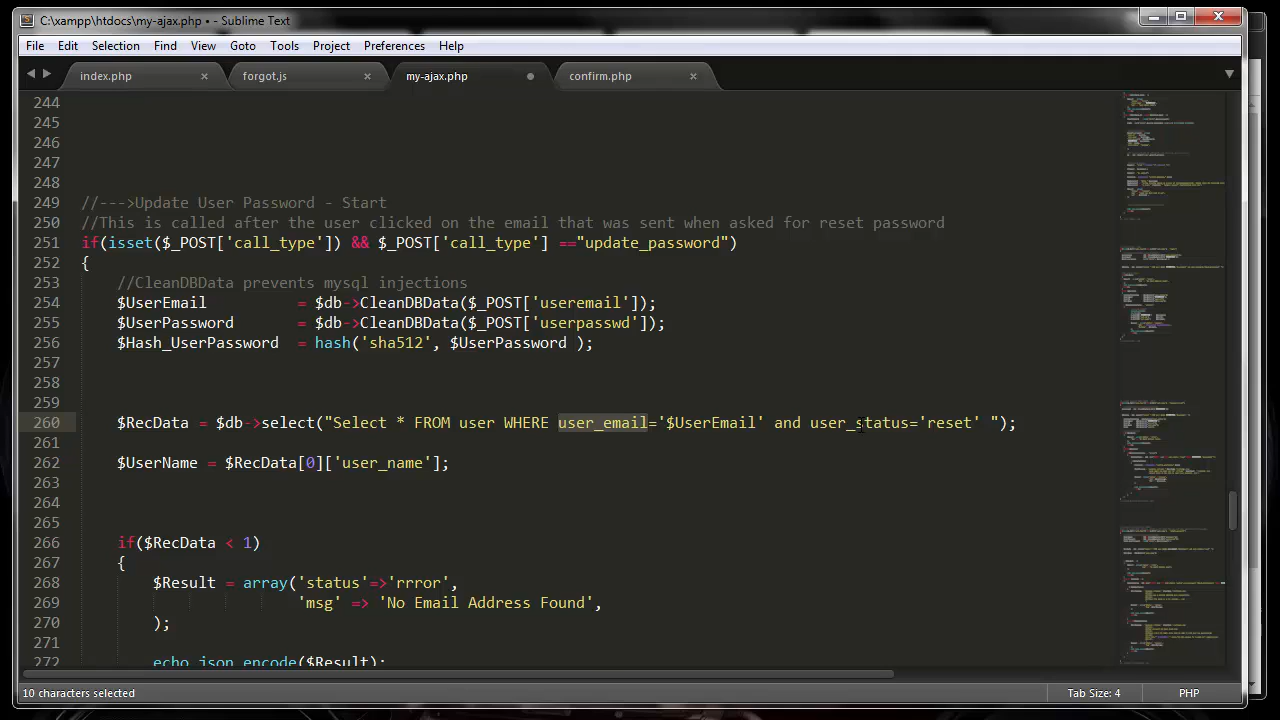 C:\xampp\htdocs\my-ajax.php • - Sublime Text
File Edit Selection Find View Goto Tools Project Preferences Help
index.php forgot.js my-ajax.php confirm.php
244
245
246
247
248
249 //--->Update User Password - Start
250 //This is called after the user clicked on the email that was sent when asked for reset password
251 if(isset($_POST['call_type']) && $_POST['call_type'] =="update_password")
252 {
253 //CleanDBData prevents mysql injections
254 $UserEmail = $db->CleanDBData($_POST['useremail']);
255 $UserPassword = $db->CleanDBData($_POST['userpasswd']);
256 $Hash_UserPassword = hash('sha512', $UserPassword );
257
258
259
260 $RecData = $db->select("select * FROM user WHERE user_email='$UserEmail' and user_status='reset' ");
261
262 $UserName = $RecData[0]['user_name'];
263
264
265
266 if($RecData < 1)
267 {
268 $Result = array('status'=>
269 'msg' => 'No Email Address Found',
270 );
271
272 echo json_encode($Result);
10 characters selected Tab Size: 4 PHP